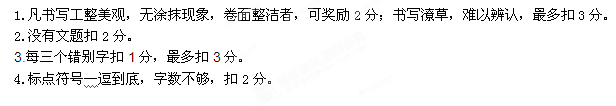 1.凡书写工整美观，无涂抹现象，卷面整洁者，可奖励2分；书写潦草，难以辨认，最多扣3分。
2.没有文题扣2分。
3.每三个错别字扣1分，最多扣3分。
4.标点符号一逗到底，字数不够，扣2分。